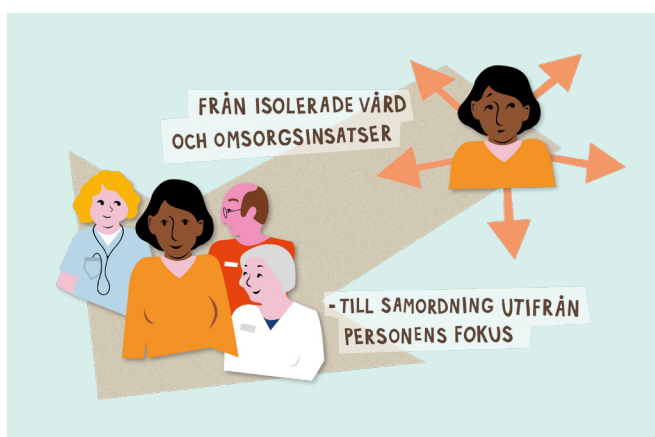 FRÅN ISOLERADE VÅRD
OCH OMSORGSINSATSER
- TILL SAMORDNING UTIFRÅN
PERSONENS FOKUS